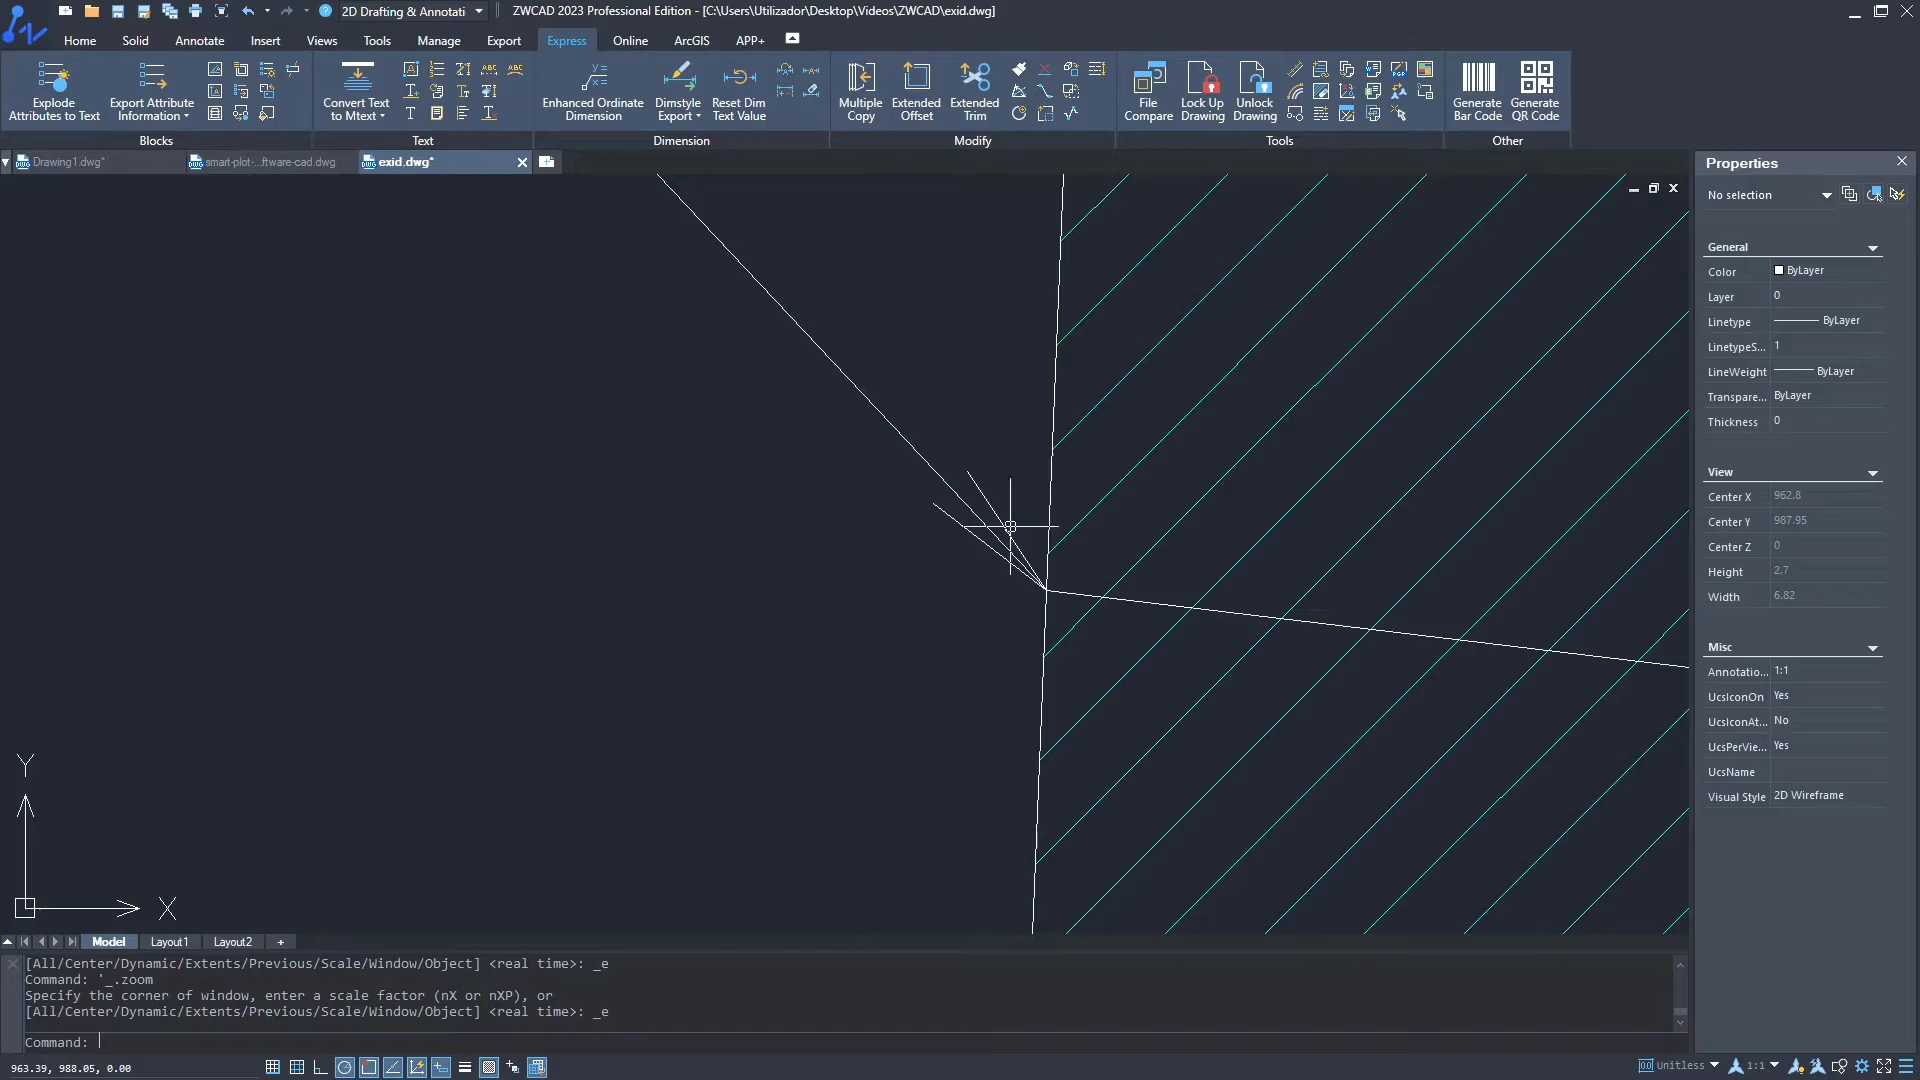 2D Drafting & Annotati
ZWCAD 2023 Professional Edition - [C:\Users\Utilizador\Desktop\Videos\ZWCAD\exid.dwg]
Home Solid Annotate Insert Views Tools Manage Export Express Online ArcGIS APP+
Explode Attributes to Text
Export Attribute Information
Convert Text to Mtext
Enhanced Ordinate Dimension
Dimstyle Export
Reset Dim Text Value
Multiple Copy
Extended Offset
Extended Trim
File Compare
Lock Up Drawing
Unlock Drawing
Generate Bar Code
Generate QR Code
Blocks Text Dimension Modify Tools Other
Drawing1.dwg*
smart-plot-...ftware-cad.dwg
exid.dwg*
Properties
No selection
General
Color ByLayer
Layer 0
Linetype ByLayer
LinetypeS... 1
LineWeight ByLayer
Transpare... ByLayer
Thickness 0
View
Center X 962.8
Center Y 987.95
Center Z 0
Height 2.7
Width 6.82
Misc
Annotatio... 1:1
UcsIconOn Yes
UcsIconAt... No
UcsPerVie... Yes
UcsName
Visual Style 2D Wireframe
Y
X
Model Layout1 Layout2 +
[All/Center/Dynamic/Extents/Previous/Scale/Window/Object] <real time>: _e
Command: '_.zoom
Specify the corner of window, enter a scale factor (nX or nXP), or
[All/Center/Dynamic/Extents/Previous/Scale/Window/Object] <real time>: _e
Command:
963.39, 988.05, 0.00
Unitless 1:1